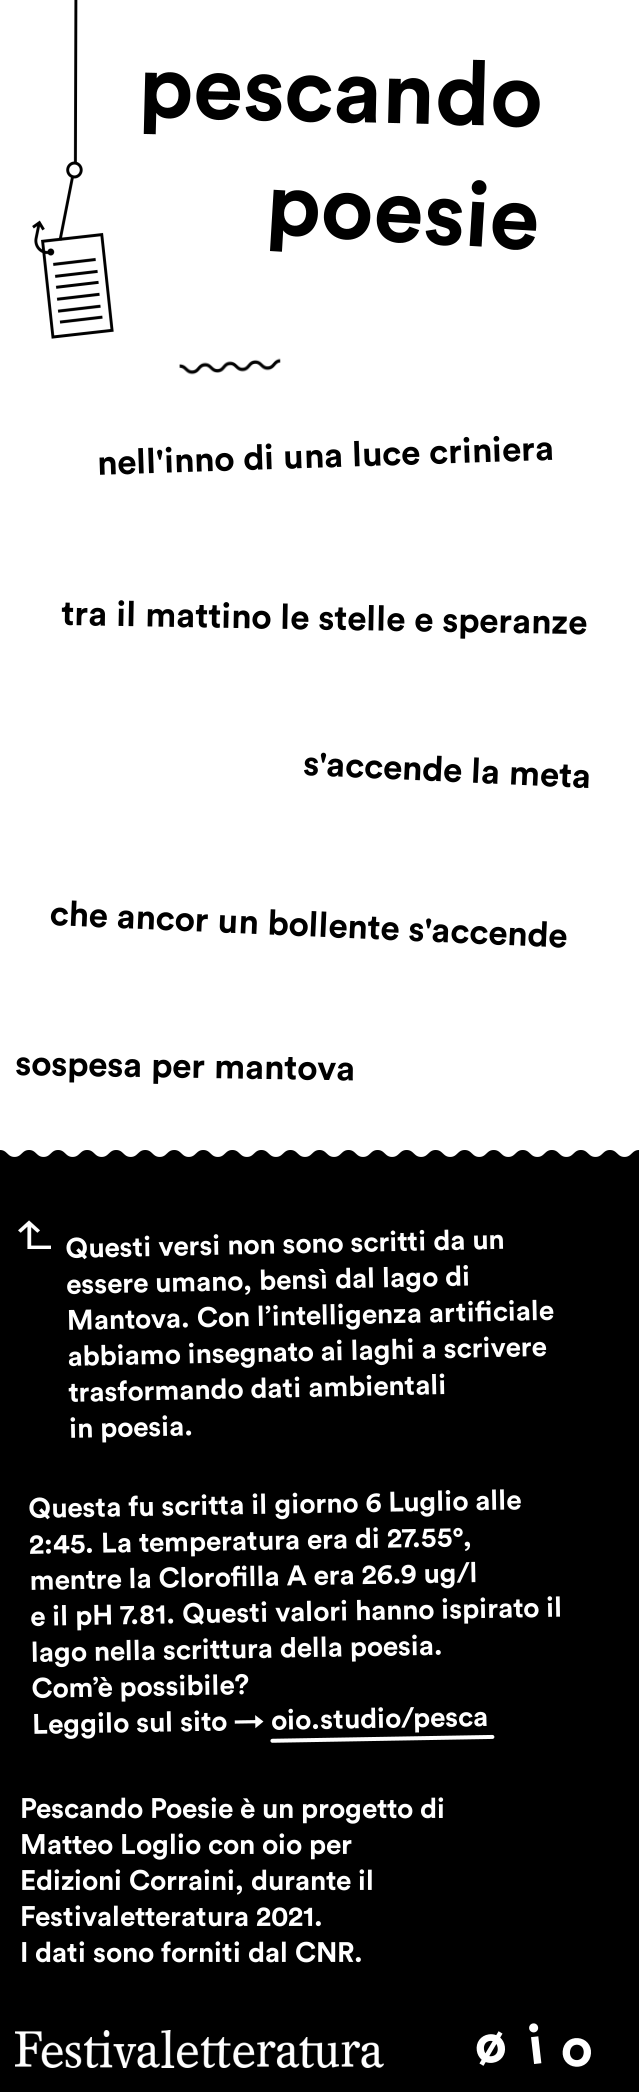 pescando
poesie
nell'inno di una luce criniera
tra il mattino le stelle e speranze
s'accende la meta
che ancor un bollente s'accende
sospesa per mantova
Questi versi non sono scritti da un
essere umano, bensì dal lago di
Mantova. Con l’intelligenza artificiale
abbiamo insegnato ai laghi a scrivere
trasformando dati ambientali
in poesia.
Questa fu scritta il giorno 6 Luglio alle
2:45. La temperatura era di 27.55°,
mentre la Clorofilla A era 26.9 ug/l
e il pH 7.81. Questi valori hanno ispirato il
lago nella scrittura della poesia.
Com’è possibile?
Leggilo sul sito → oio.studio/pesca
Pescando Poesie è un progetto di
Matteo Loglio con oio per
Edizioni Corraini, durante il
Festivaletteratura 2021.
I dati sono forniti dal CNR.
Festivaletteratura
øio